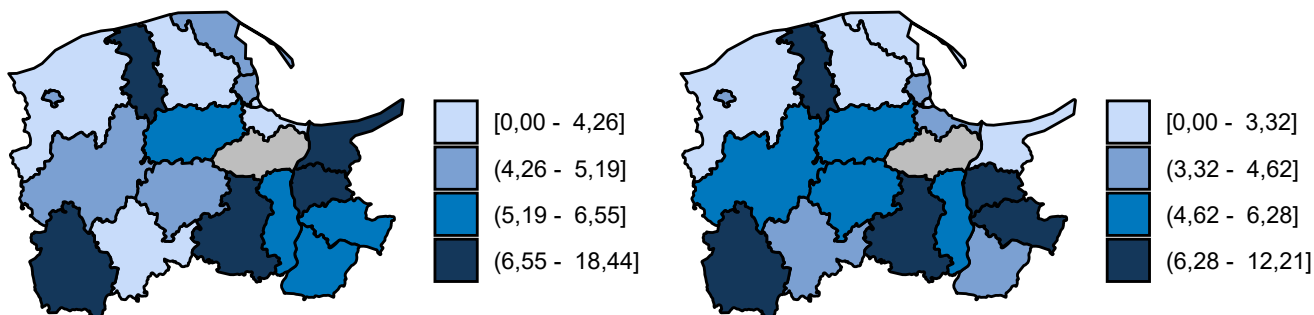 [0,00 - 4,26]
(4,26 - 5,19]
(5,19 - 6,55]
(6,55 - 18,44]
[0,00 - 3,32]
(3,32 - 4,62]
(4,62 - 6,28]
(6,28 - 12,21]